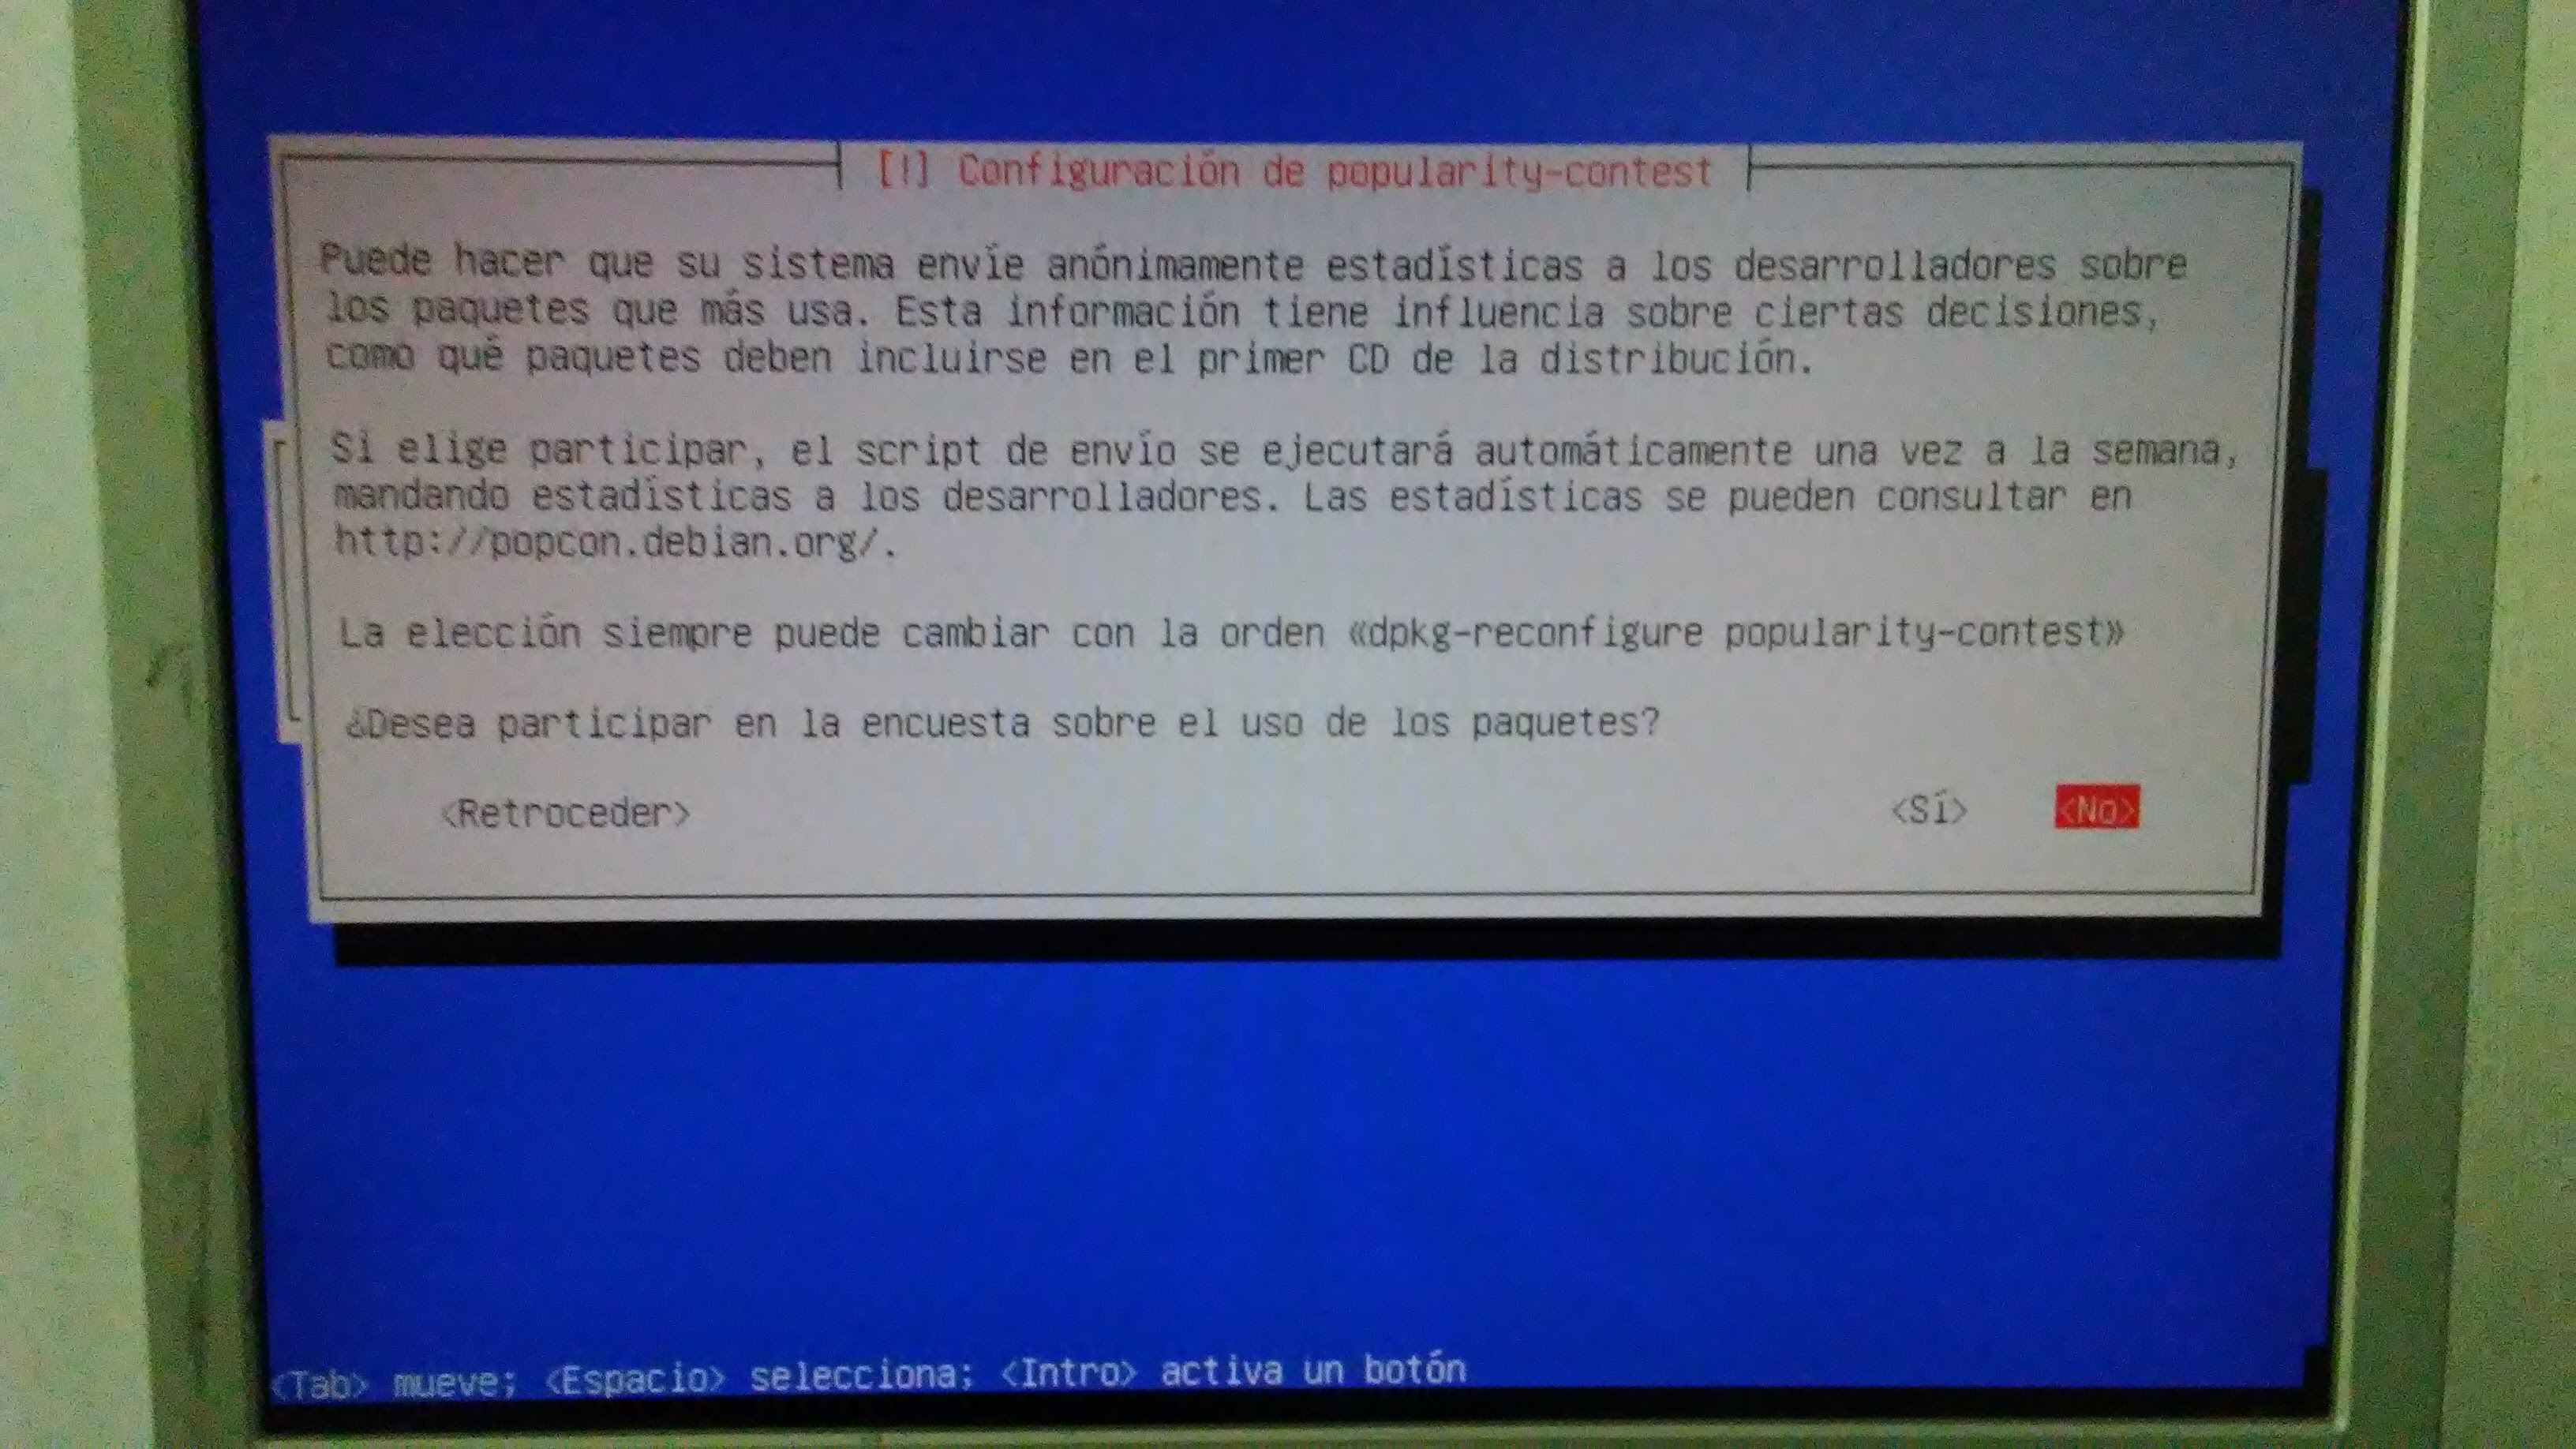 [!] Configuración de popularity-contest
Puede hacer que su sistema envíe anónimamente estadísticas a los desarrolladores sobre
los paquetes que más usa. Esta información tiene influencia sobre ciertas decisiones,
como qué paquetes deben incluirse en el primer CD de la distribución.
Si elige participar, el script de envío se ejecutará automáticamente una vez a la semana,
mandando estadísticas a los desarrolladores. Las estadísticas se pueden consultar en
http://popcon.debian.org/.
La elección siempre puede cambiar con la orden «dpkg-reconfigure popularity-contest»
¿Desea participar en la encuesta sobre el uso de los paquetes?
<Retroceder> <Sí> <No>
<Tab> mueve; <Espacio> selecciona; <Intro> activa un botón